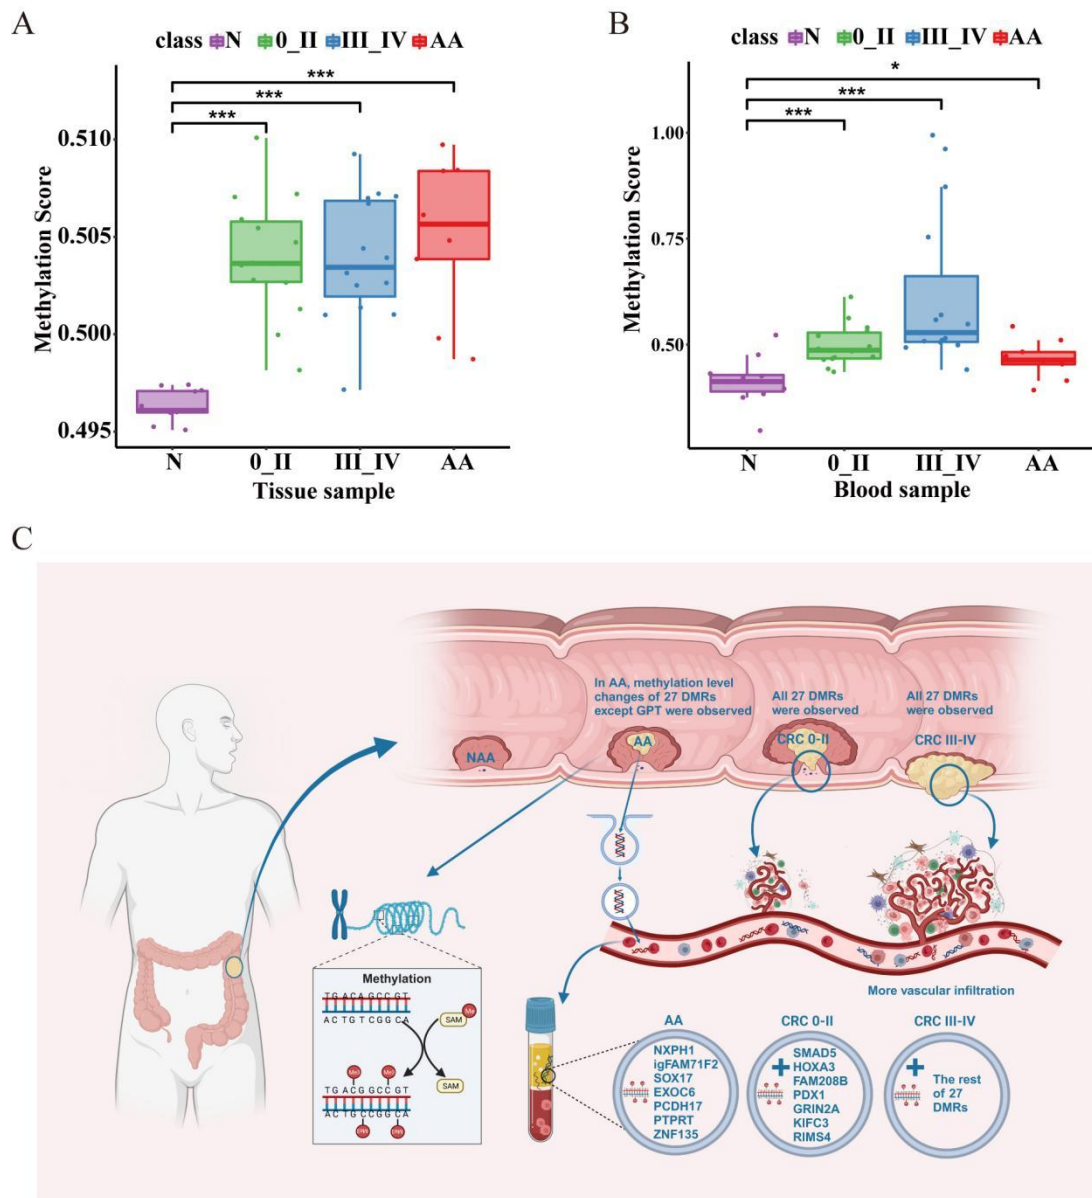 A
class N 0_II III_IV AA
***
***
***
0.510
0.505
0.500
0.495
Methylation Score
N 0_II III_IV AA
Tissue sample
B
class N 0_II III_IV AA
*
***
***
1.00
0.75
0.50
Methylation Score
N 0_II III_IV AA
Blood sample
C
In AA, methylation level
changes of 27 DMRs
except GPT were observed
All 27 DMRs
were observed
All 27 DMRs
were observed
NAA
AA
CRC 0-II
CRC III-IV
More vascular infiltration
Methylation
TGACAGCCGT
ACTGTCGGCA
SAM
Me
SAM
TGACGGCCGT
ACTGCCGGCA
AA
NXPH1
igFAM71F2
SOX17
EXOC6
PCDH17
PTPRT
ZNF135
CRC 0-II
+
SMAD5
HOXA3
FAM208B
PDX1
GRIN2A
KIFC3
RIMS4
CRC III-IV
+
The rest
of 27
DMRs